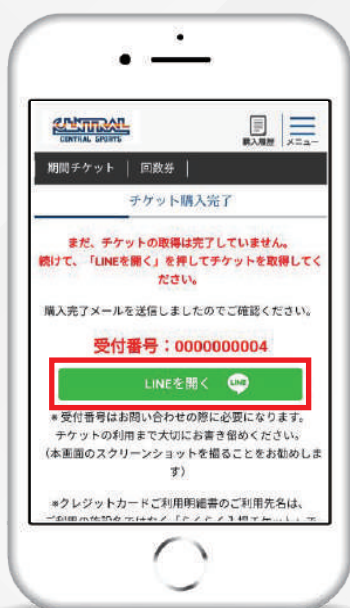 CENTRAL
CENTRAL SPORTS
購入履歴
メニュー
期間チケット | 回数券 |
チケット購入完了
まだ、チケットの取得は完了していません。
続けて、「LINEを開く」を押してチケットを取得してく
ださい。
購入完了メールを送信しましたのでご確認ください。
受付番号：0000000004
LINEを開く LINE
*受付番号はお問い合わせの際に必要になります。
チケットの利用まで大切にお書き留めください。
(本画面のスクリーンショットを撮ることをお勧めしま
す)
*クレジットカードご利用明細書のご利用先名は、